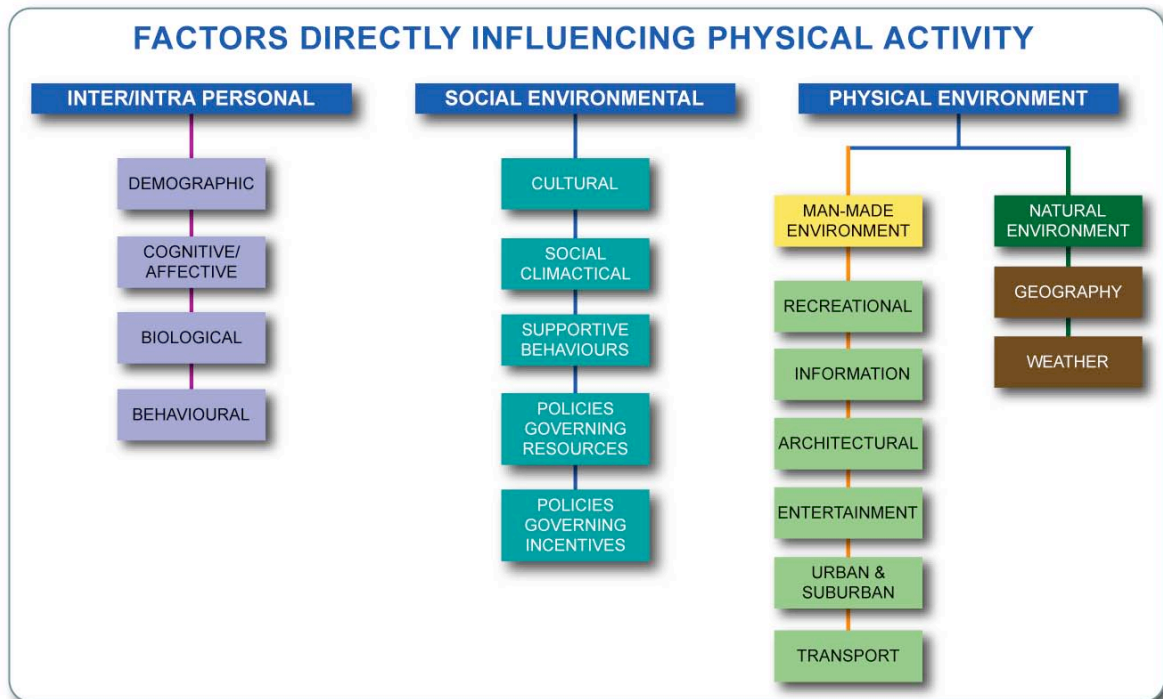 FACTORS DIRECTLY INFLUENCING PHYSICAL ACTIVITY
INTER/INTRA PERSONAL
DEMOGRAPHIC
COGNITIVE/
AFFECTIVE
BIOLOGICAL
BEHAVIOURAL
SOCIAL ENVIRONMENTAL
CULTURAL
SOCIAL
CLIMACTICAL
SUPPORTIVE
BEHAVIOURS
POLICIES
GOVERNING
RESOURCES
POLICIES
GOVERNING
INCENTIVES
PHYSICAL ENVIRONMENT
MAN-MADE
ENVIRONMENT
RECREATIONAL
INFORMATION
ARCHITECTURAL
ENTERTAINMENT
URBAN &
SUBURBAN
TRANSPORT
NATURAL
ENVIRONMENT
GEOGRAPHY
WEATHER